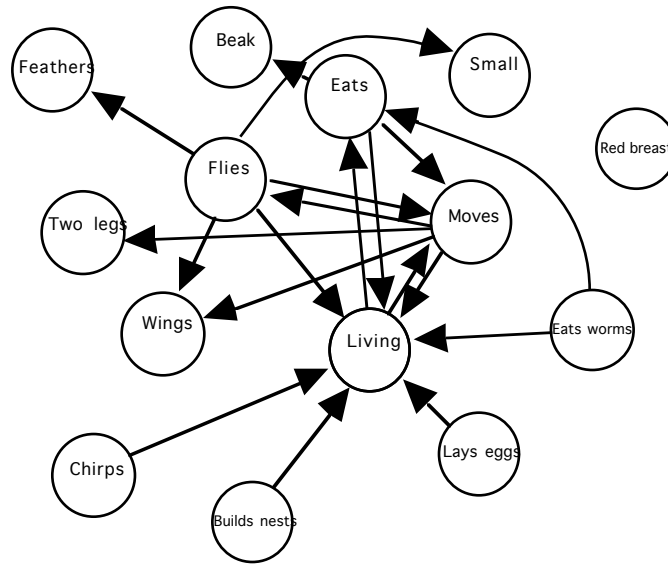 Beak
Feathers
Small
Eats
Red breast
Flies
Two legs
Moves
Wings
Living
Eats worms
Chirps
Lays eggs
Builds nests